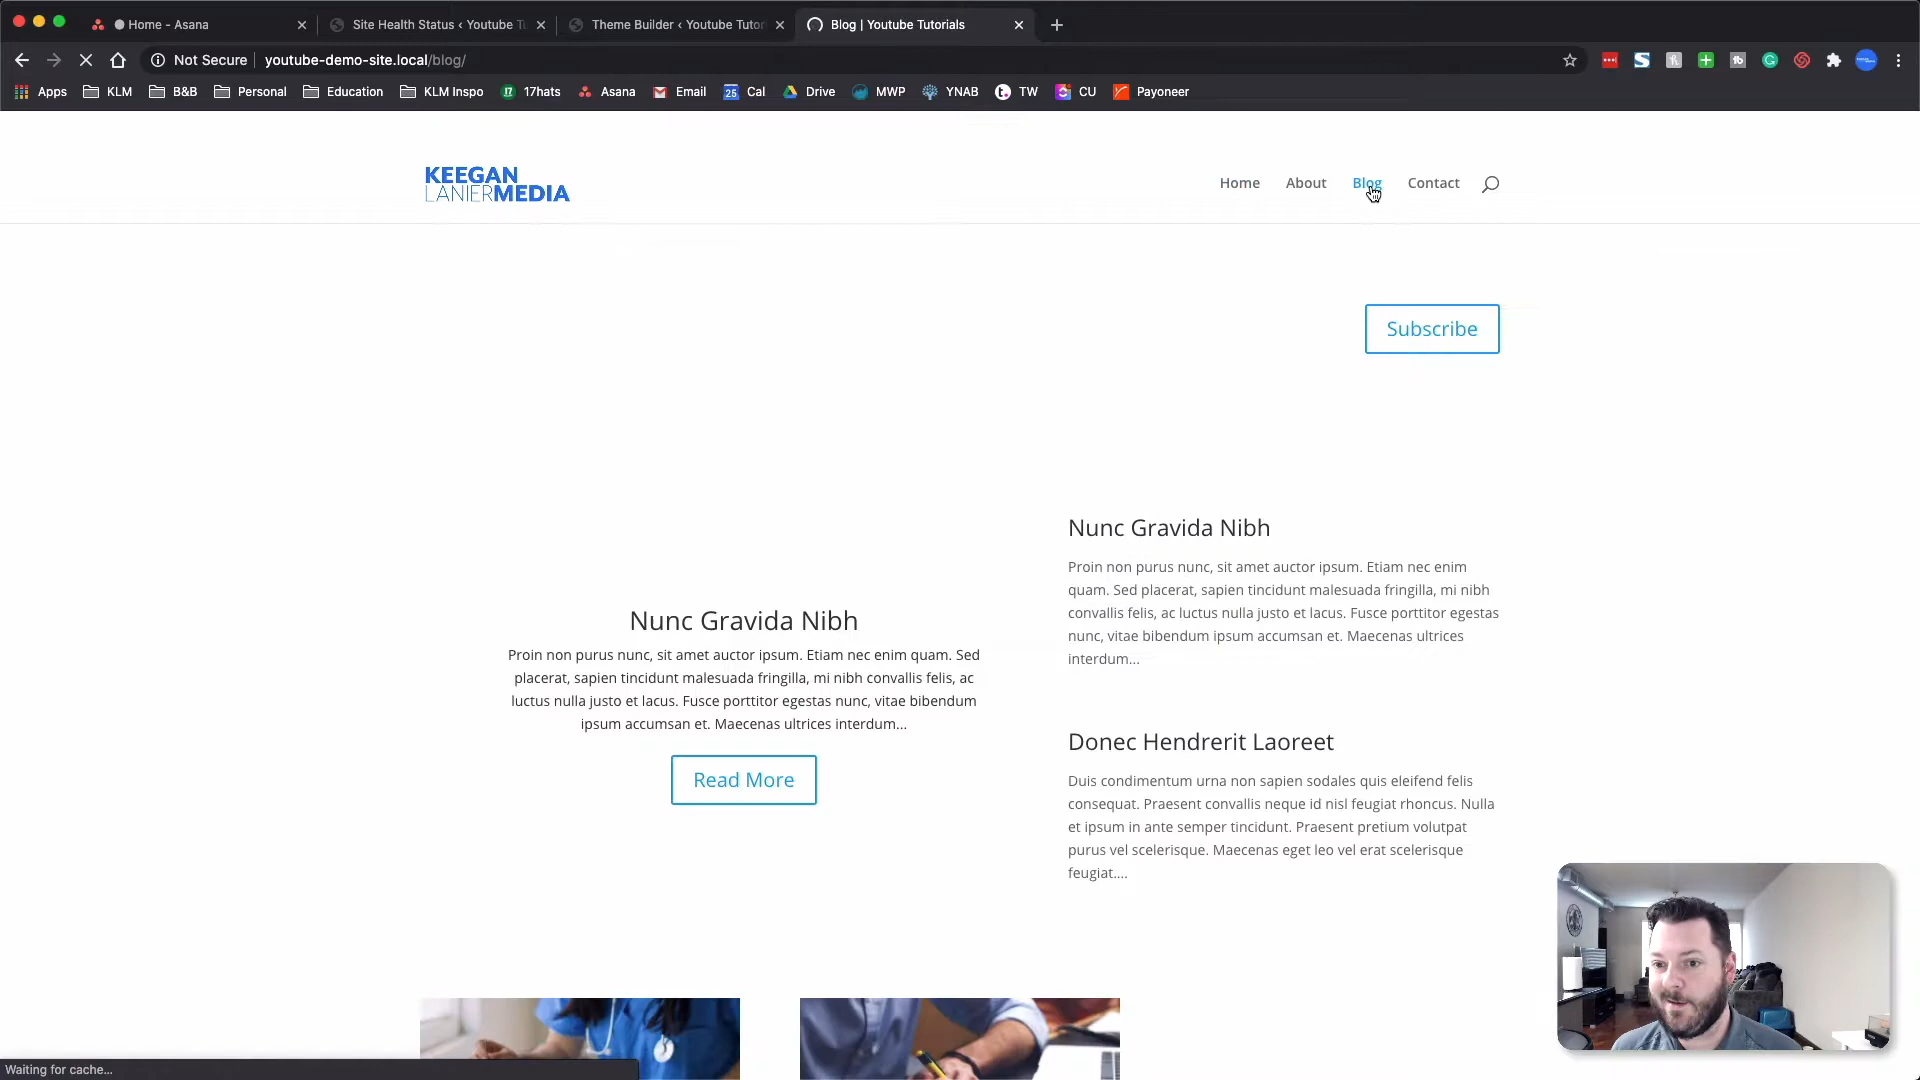 Home - Asana
Site Health Status ‹ Youtube Tu
Theme Builder ‹ Youtube Tutor
Blog | Youtube Tutorials
Not Secure
youtube-demo-site.local/blog/
Apps
KLM
B&B
Personal
Education
KLM Inspo
17hats
Asana
Email
25
Cal
Drive
MWP
YNAB
TW
CU
Payoneer
KEEGAN
LANIERMEDIA
Home
About
Blog
Contact
Subscribe
Nunc Gravida Nibh
Proin non purus nunc, sit amet auctor ipsum. Etiam nec enim quam. Sed
placerat, sapien tincidunt malesuada fringilla, mi nibh convallis felis, ac
luctus nulla justo et lacus. Fusce porttitor egestas nunc, vitae bibendum
ipsum accumsan et. Maecenas ultrices interdum...
Read More
Nunc Gravida Nibh
Proin non purus nunc, sit amet auctor ipsum. Etiam nec enim
quam. Sed placerat, sapien tincidunt malesuada fringilla, mi nibh
convallis felis, ac luctus nulla justo et lacus. Fusce porttitor egestas
nunc, vitae bibendum ipsum accumsan et. Maecenas ultrices
interdum...
Donec Hendrerit Laoreet
Duis condimentum urna non sapien sodales quis eleifend felis
consequat. Praesent convallis neque id nisl feugiat rhoncus. Nulla
et ipsum in ante semper tincidunt. Praesent pretium volutpat
purus vel scelerisque. Maecenas eget leo vel erat scelerisque
feugiat....
Waiting for cache...